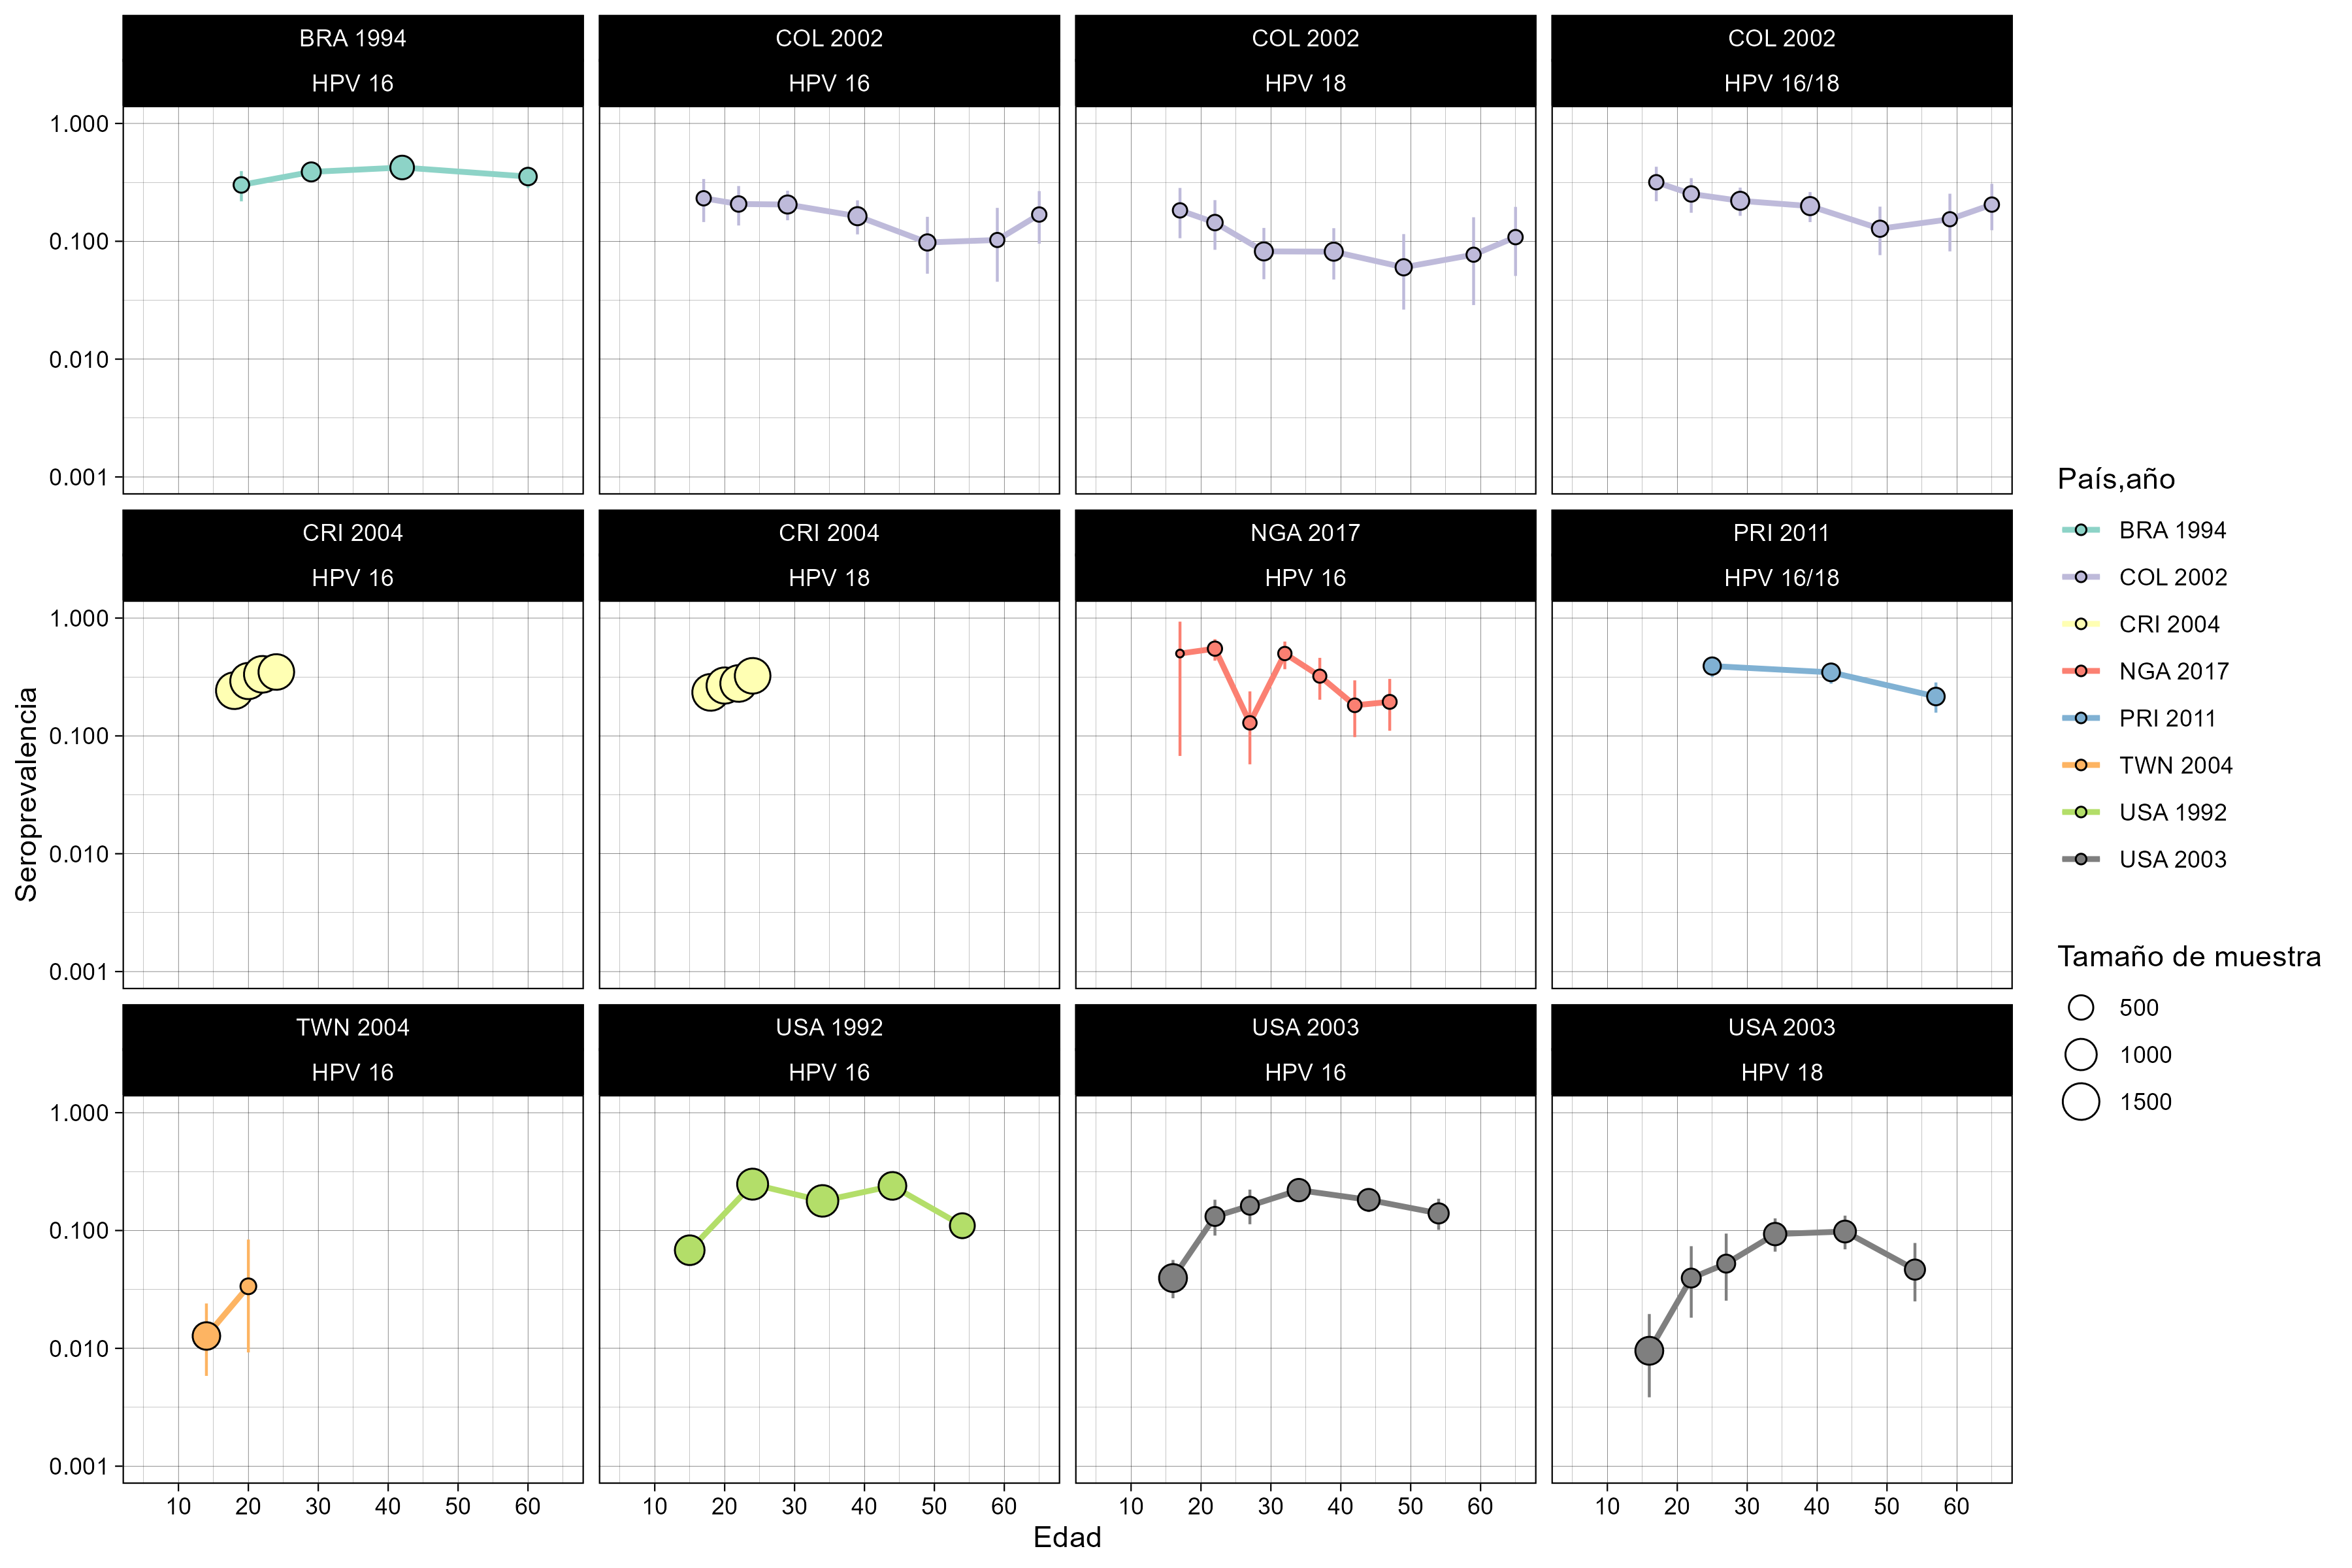 BRA 1994
HPV 16
COL 2002
HPV 16
COL 2002
HPV 18
COL 2002
HPV 16/18
1.000
0.100
0.010
0.001
CRI 2004
HPV 16
CRI 2004
HPV 18
NGA 2017
HPV 16
PRI 2011
HPV 16/18
1.000
0.100
0.010
0.001
TWN 2004
HPV 16
USA 1992
HPV 16
USA 2003
HPV 16
USA 2003
HPV 18
1.000
0.100
0.010
0.001
10 20 30 40 50 60
10 20 30 40 50 60
10 20 30 40 50 60
10 20 30 40 50 60
Edad
Seroprevalencia
País,año
BRA 1994
COL 2002
CRI 2004
NGA 2017
PRI 2011
TWN 2004
USA 1992
USA 2003
Tamaño de muestra
500
1000
1500